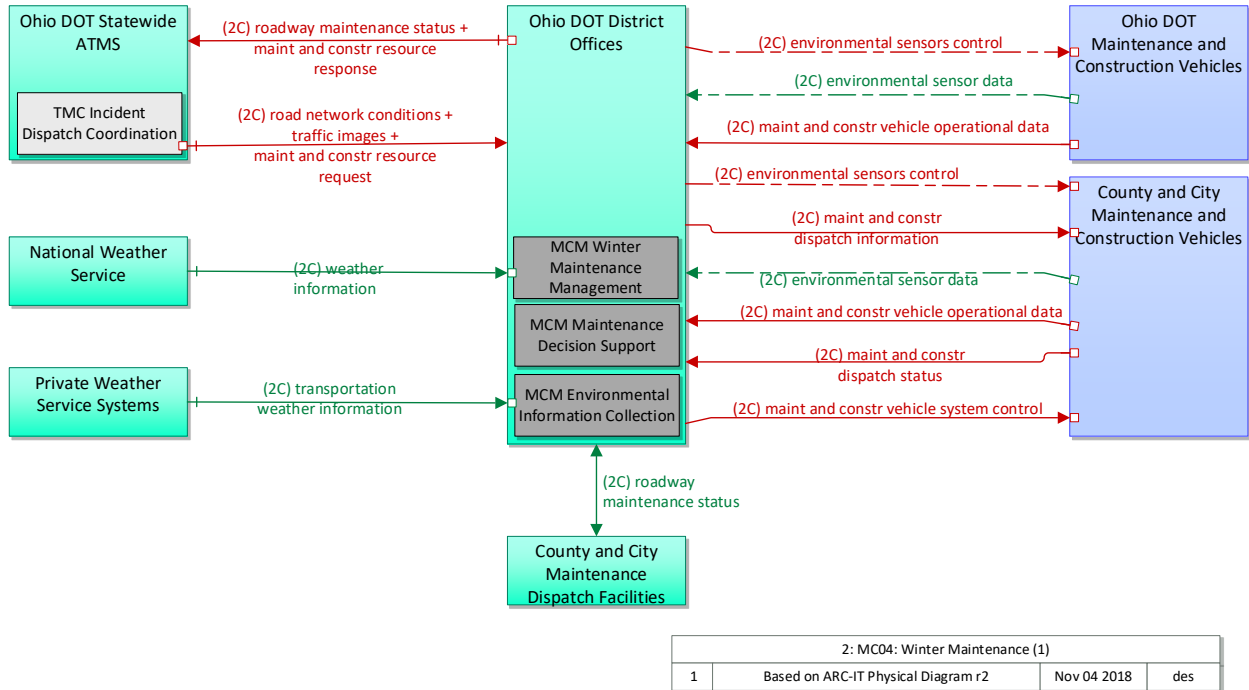 Ohio DOT Statewide
ATMS
TMC Incident
Dispatch Coordination
National Weather
Service
Private Weather
Service Systems
(2C) roadway maintenance status +
maint and constr resource
response
(2C) road network conditions +
traffic images +
maint and constr resource
request
(2C) weather
information
(2C) transportation
weather information
Ohio DOT District
Offices
MCM Winter
Maintenance
Management
MCM Maintenance
Decision Support
MCM Environmental
Information Collection
(2C) roadway
maintenance status
County and City
Maintenance
Dispatch Facilities
(2C) environmental sensors control
(2C) environmental sensor data
(2C) maint and constr vehicle operational data
(2C) environmental sensors control
(2C) maint and constr
dispatch information
(2C) environmental sensor data
(2C) maint and constr vehicle operational data
(2C) maint and constr
dispatch status
(2C) maint and constr vehicle system control
Ohio DOT
Maintenance and
Construction Vehicles
County and City
Maintenance and
Construction Vehicles
2: MC04: Winter Maintenance (1)
1 Based on ARC-IT Physical Diagram r2 Nov 04 2018 des